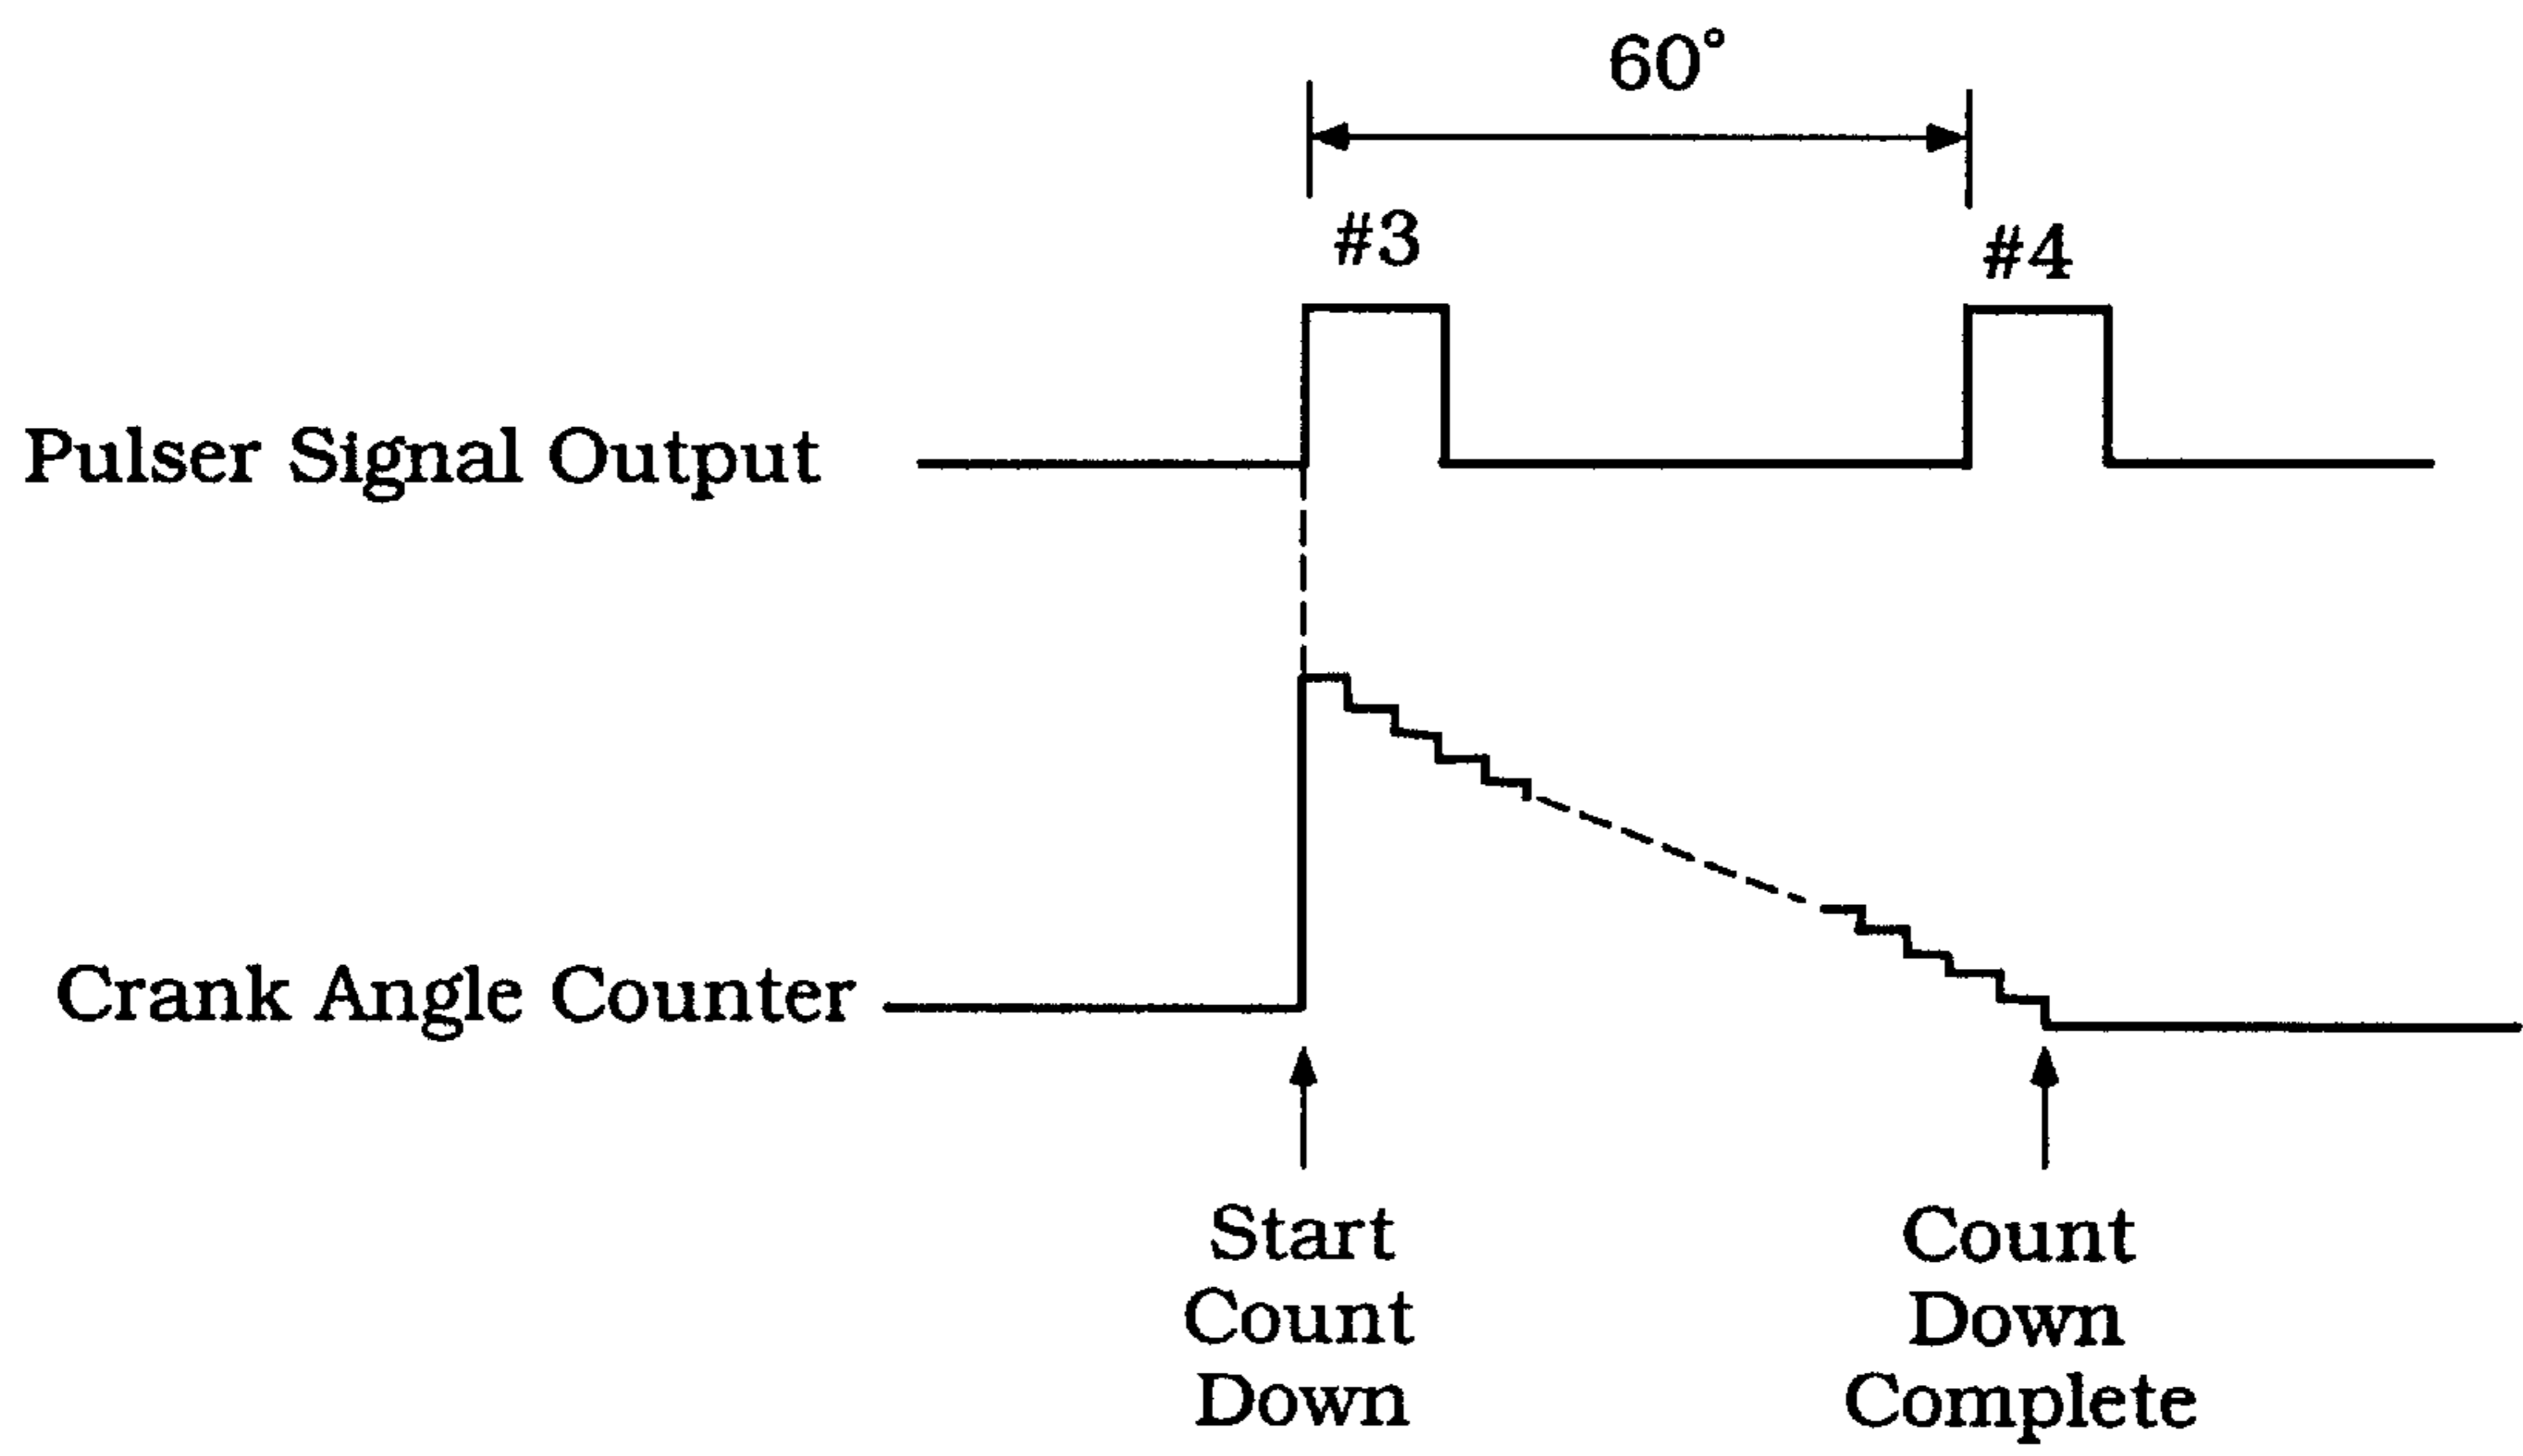 60°
#3
#4
Pulser Signal Output
Crank Angle Counter
Start
Count
Down
Count
Down
Complete